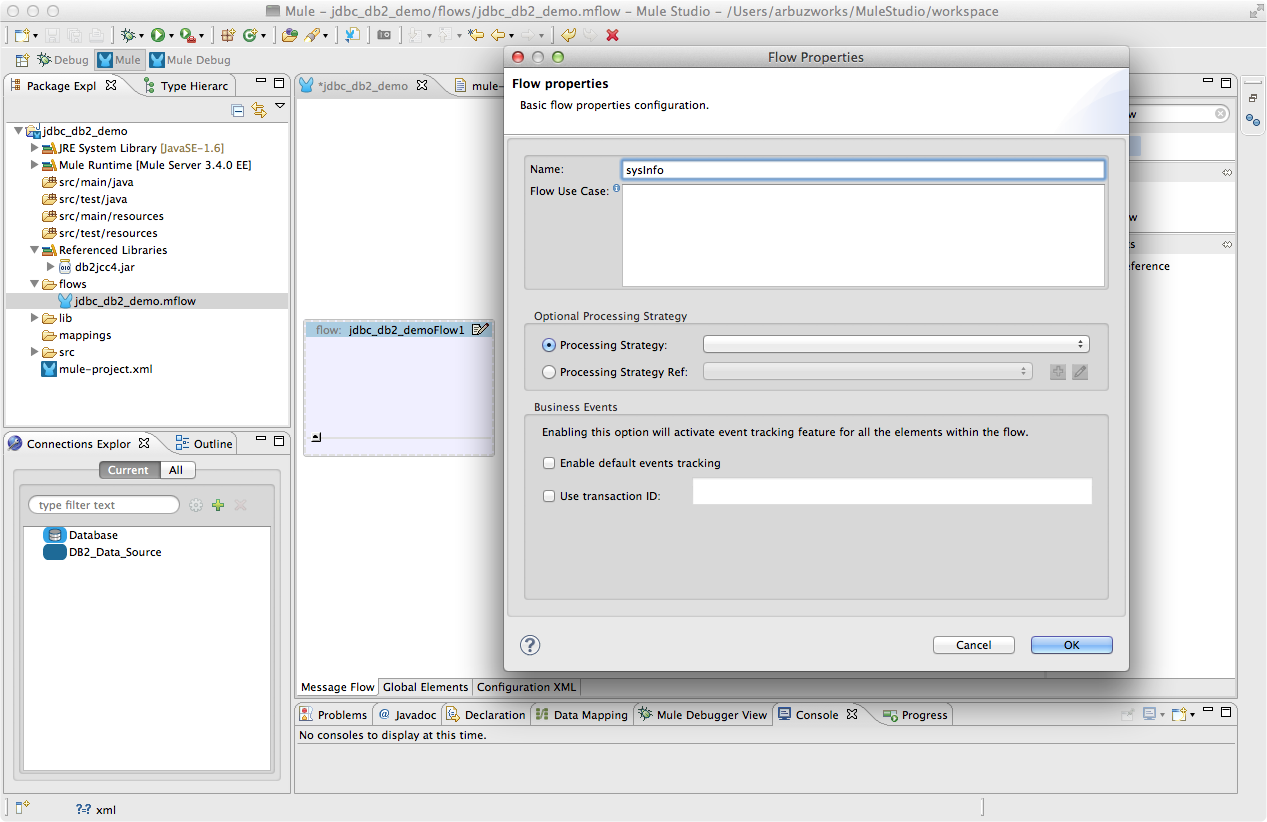 Mule – jdbc_db2_demo/flows/jdbc_db2_demo.mflow – Mule Studio – /Users/arbuzworks/MuleStudio/workspace
Debug Mule Mule Debug
Package Expl Type Hierarc
jdbc_db2_demo
JRE System Library [JavaSE-1.6]
Mule Runtime [Mule Server 3.4.0 EE]
src/main/java
src/test/java
src/main/resources
src/test/resources
Referenced Libraries
db2jcc4.jar
flows
jdbc_db2_demo.mflow
lib
mappings
src
mule-project.xml
Connections Explor Outline
Current All
type filter text
Database
DB2_Data_Source
*jdbc_db2_demo mule-
flow: jdbc_db2_demoFlow1
Flow Properties
Flow properties
Basic flow properties configuration.
Name: sysInfo
Flow Use Case:
Optional Processing Strategy
Processing Strategy:
Processing Strategy Ref:
Business Events
Enabling this option will activate event tracking feature for all the elements within the flow.
Enable default events tracking
Use transaction ID:
? Cancel OK
w
w
s
eference
Message Flow Global Elements Configuration XML
Problems @ Javadoc Declaration Data Mapping Mule Debugger View Console Progress
No consoles to display at this time.
?-? xml